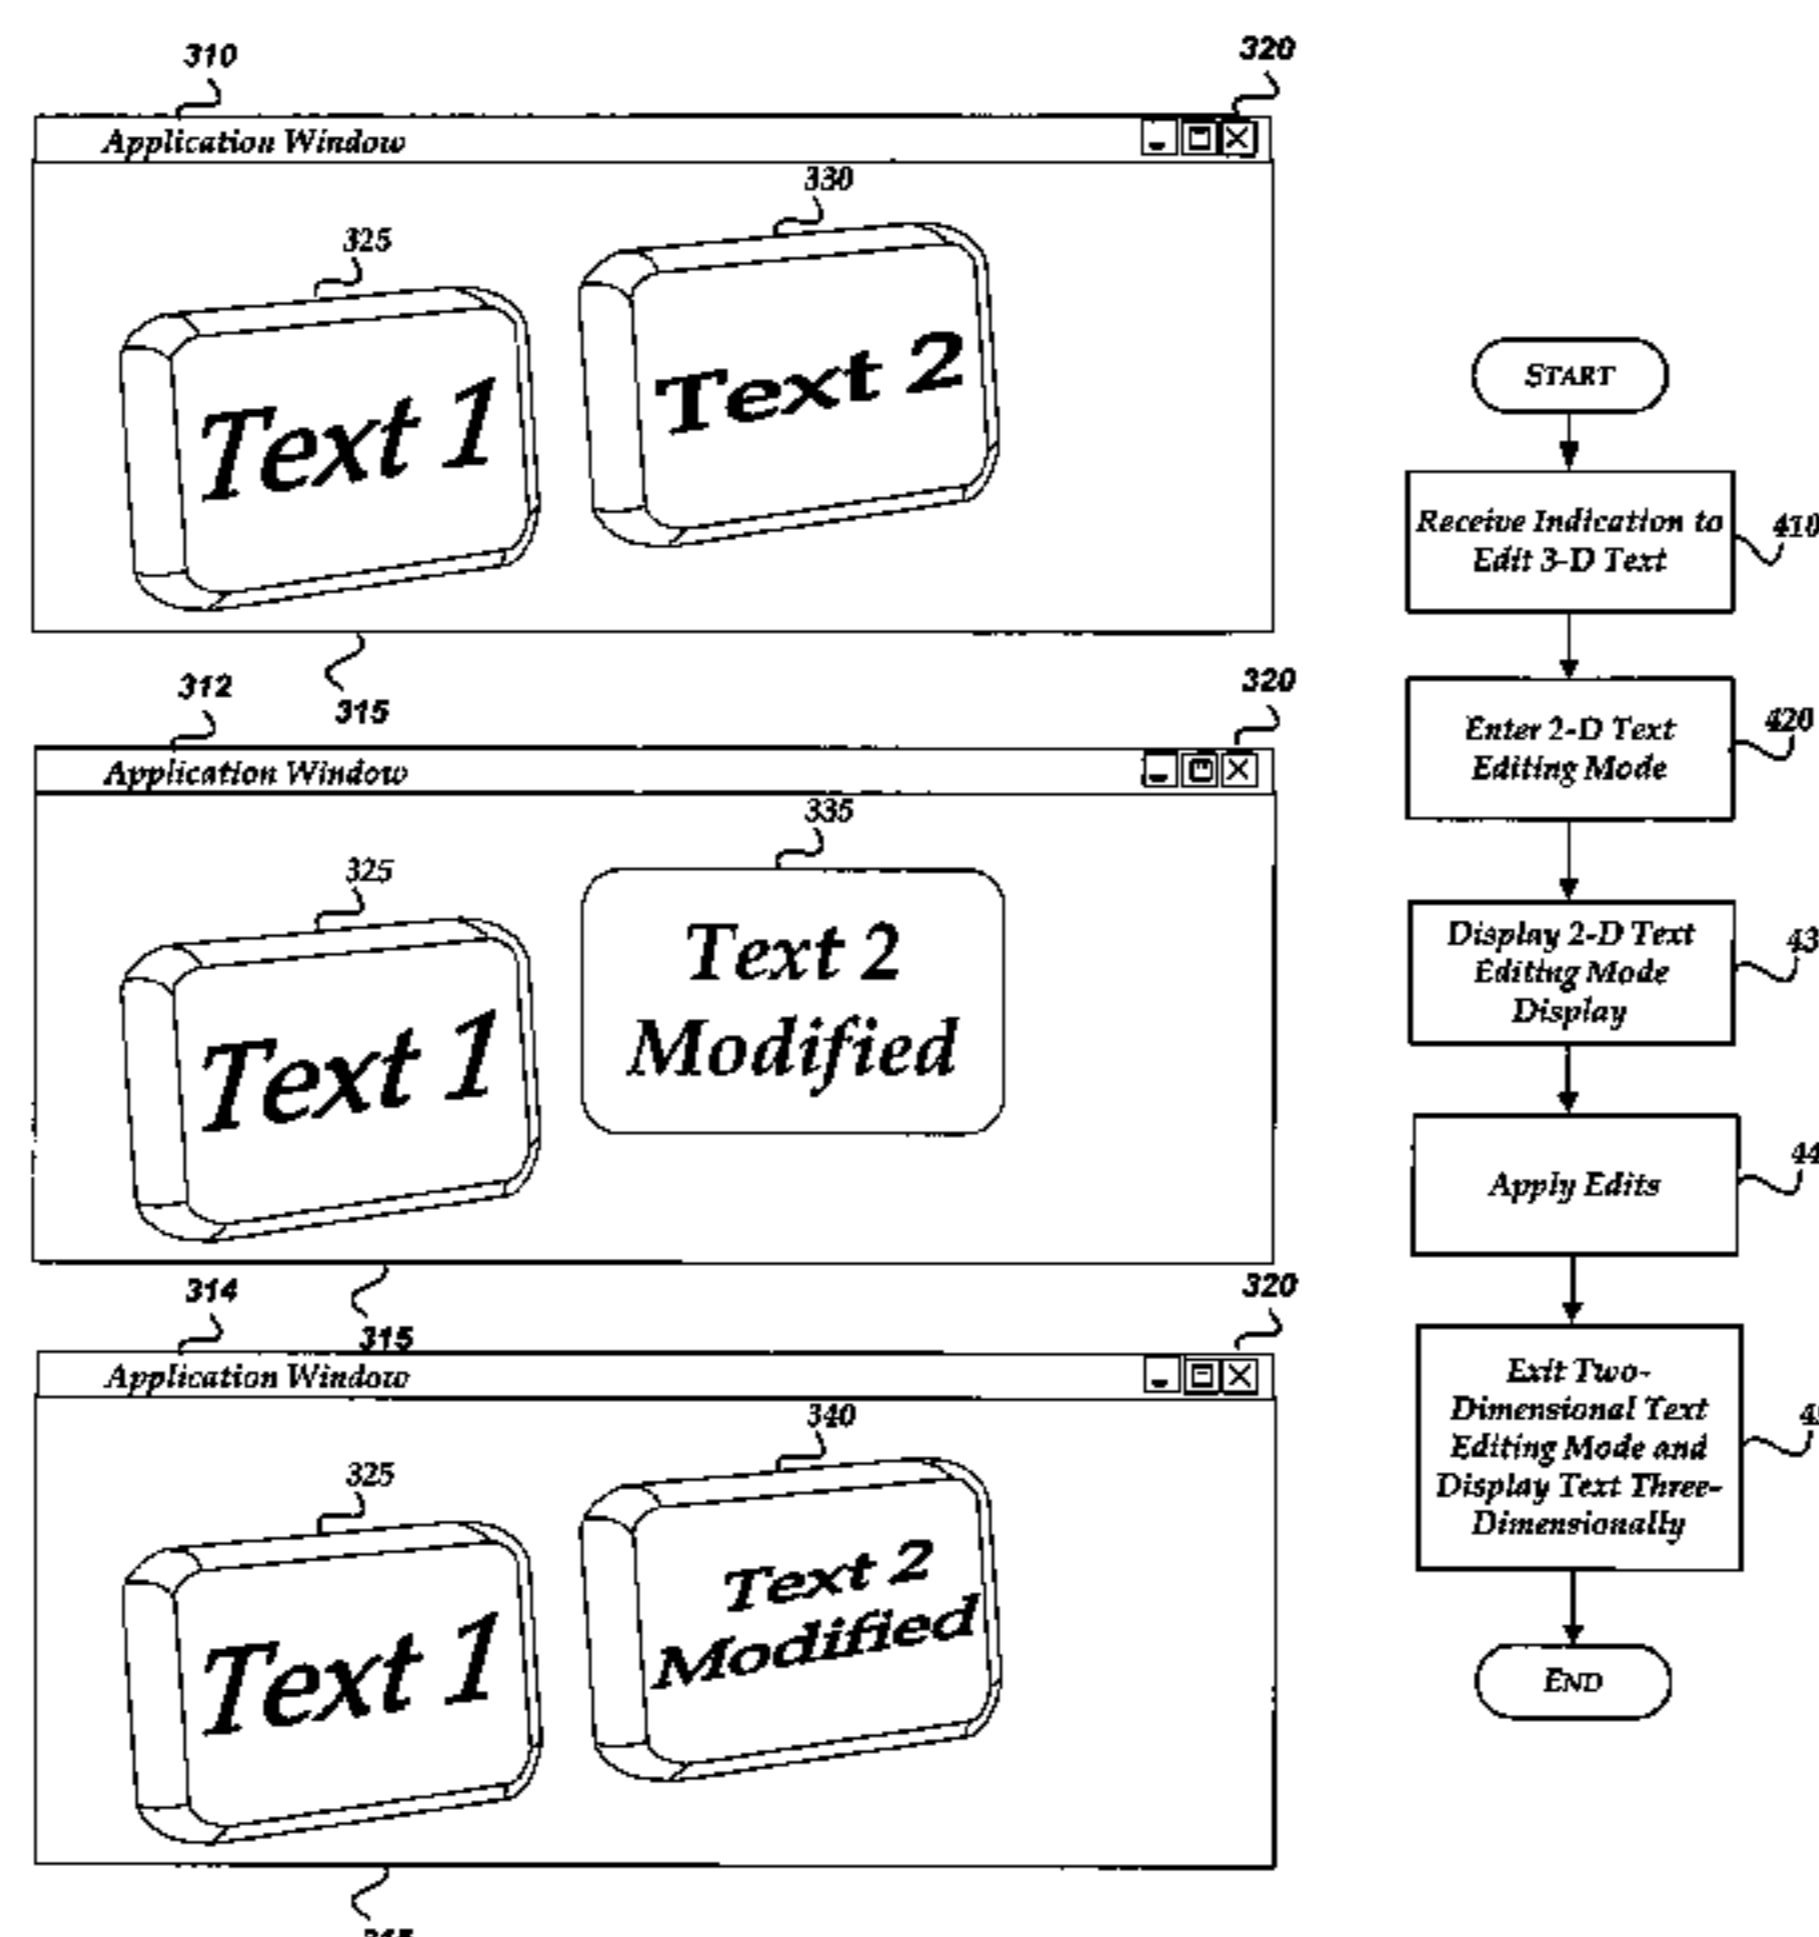 310
320
Application Window
330
325
Text 1
Text 2
315
312
320
Application Window
335
325
Text 1
Text 2
Modified
315
314
320
Application Window
340
325
Text 1
Text 2
Modified
START
Receive Indication to
Edit 3-D Text
410
Enter 2-D Text
Editing Mode
420
Display 2-D Text
Editing Mode
Display
43
Apply Edits
44
Exit Two-
Dimensional Text
Editing Mode and
Display Text Three-
Dimensionally
END